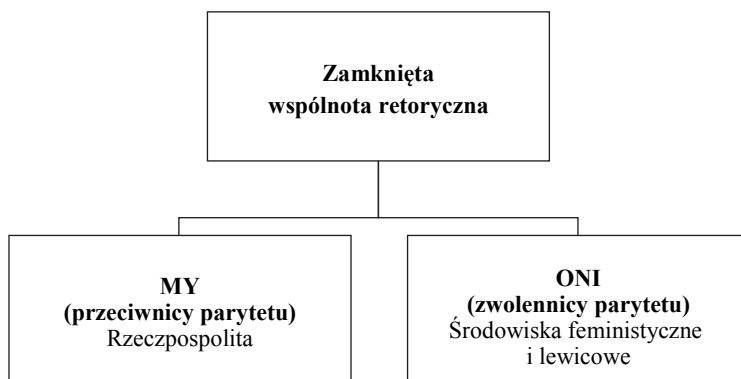 Zamknięta
wspólnota retoryczna
MY
(przeciwnicy parytetu)
Rzeczpospolita
ONI
(zwolennicy parytetu)
Środowiska feministyczne
i lewicowe